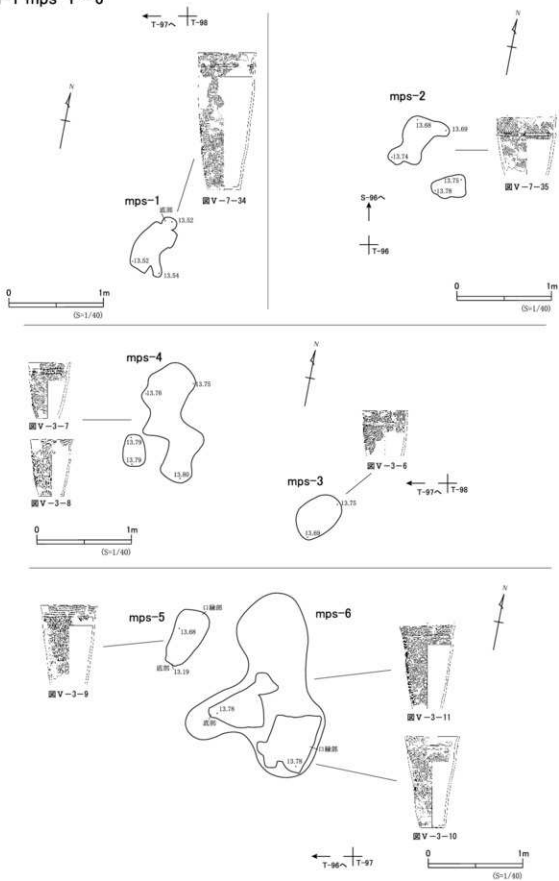 T-97へ T-98
N
mps-1
底部
13.52
13.52
13.54
図Ⅴ-7-34
0 1m
(S=1/40)
N
mps-2
13.68
13.69
13.74
13.75
13.78
図Ⅴ-7-35
S-96へ
T-96
0 1m
(S=1/40)
mps-4
13.75
13.76
13.79
13.79
13.80
図Ⅴ-3-7
図Ⅴ-3-8
0 1m
(S=1/40)
N
mps-3
13.75
13.69
図Ⅴ-3-6
T-97へ T-98
mps-5
口縁部
13.68
底部 13.19
図Ⅴ-3-9
mps-6
13.78
底部
口縁部
13.78
N
図Ⅴ-3-11
図Ⅴ-3-10
T-96へ T-97
0 1m
(S=1/40)